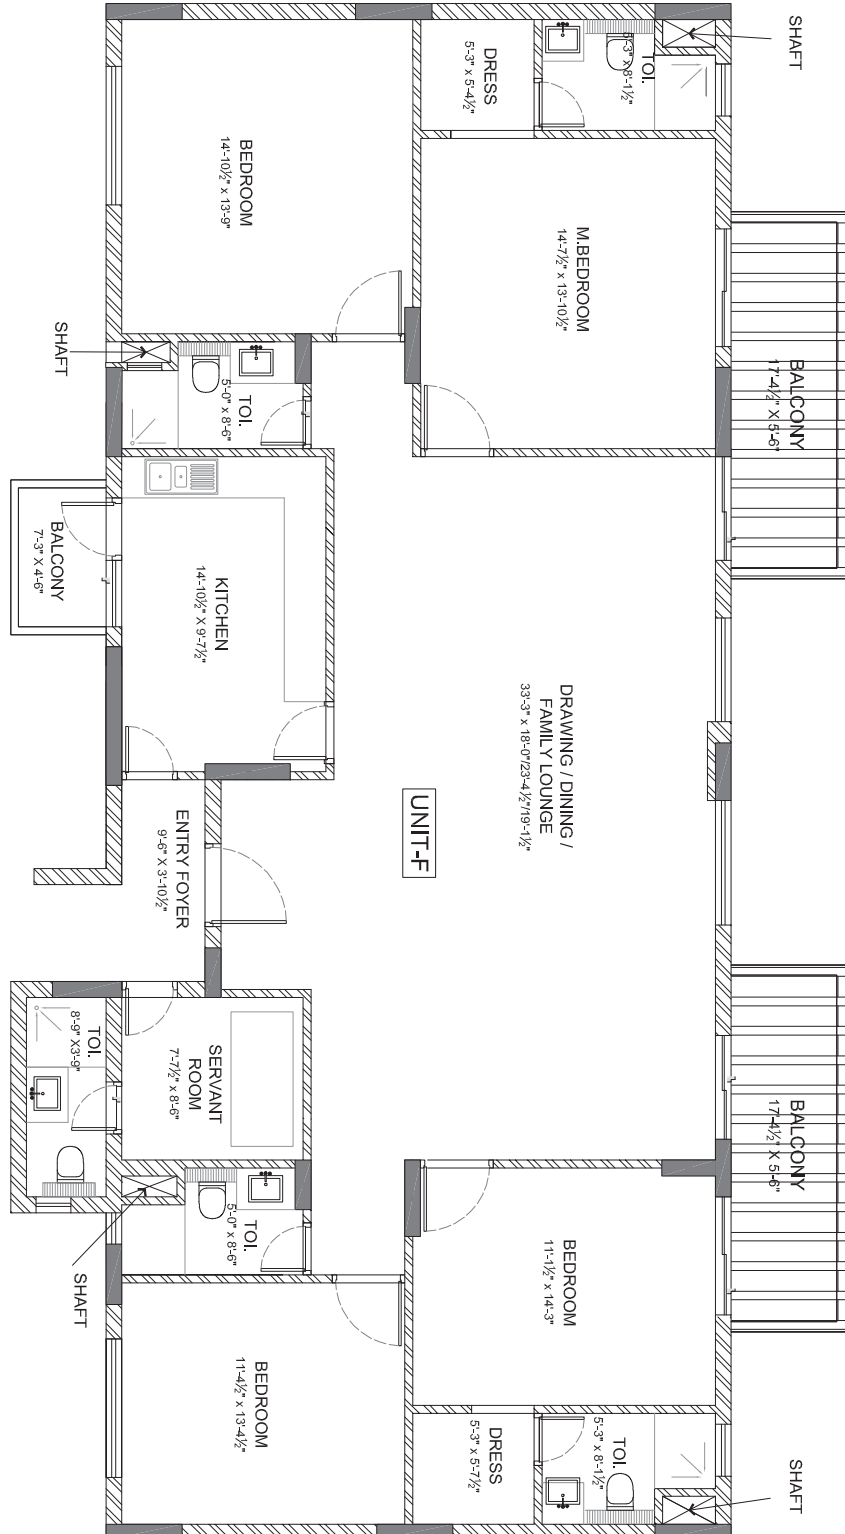 SHAFT
SHAFT
BALCONY
17'-4½" X 5'-6"
BALCONY
17'-4½" X 5'-6"
TOI.
5'-3" x 8'-1½"
TOI.
5'-3" x 8'-1½"
M.BEDROOM
14'-7½" x 13'-10½"
DRAWING / DINING /
FAMILY LOUNGE
33'-3" x 18'-0"/23'-4½"/19'-1½"
BEDROOM
11'-1½" x 14'-3"
DRESS
5'-3" x 5'-4½"
DRESS
5'-3" x 5'-7½"
UNIT-F
BEDROOM
14'-10½" x 13'-9"
TOI.
5'-0" x 8'-6"
KITCHEN
14'-10½" X 9'-7½"
ENTRY FOYER
9'-6" X 3'-10½"
SERVANT
ROOM
7'-7½" x 8'-6"
TOI.
5'-0" x 8'-6"
BEDROOM
11'-4½" x 13'-4½"
SHAFT
BALCONY
7'-3" X 4'-6"
TOI.
8'-9" X3'-9"
SHAFT